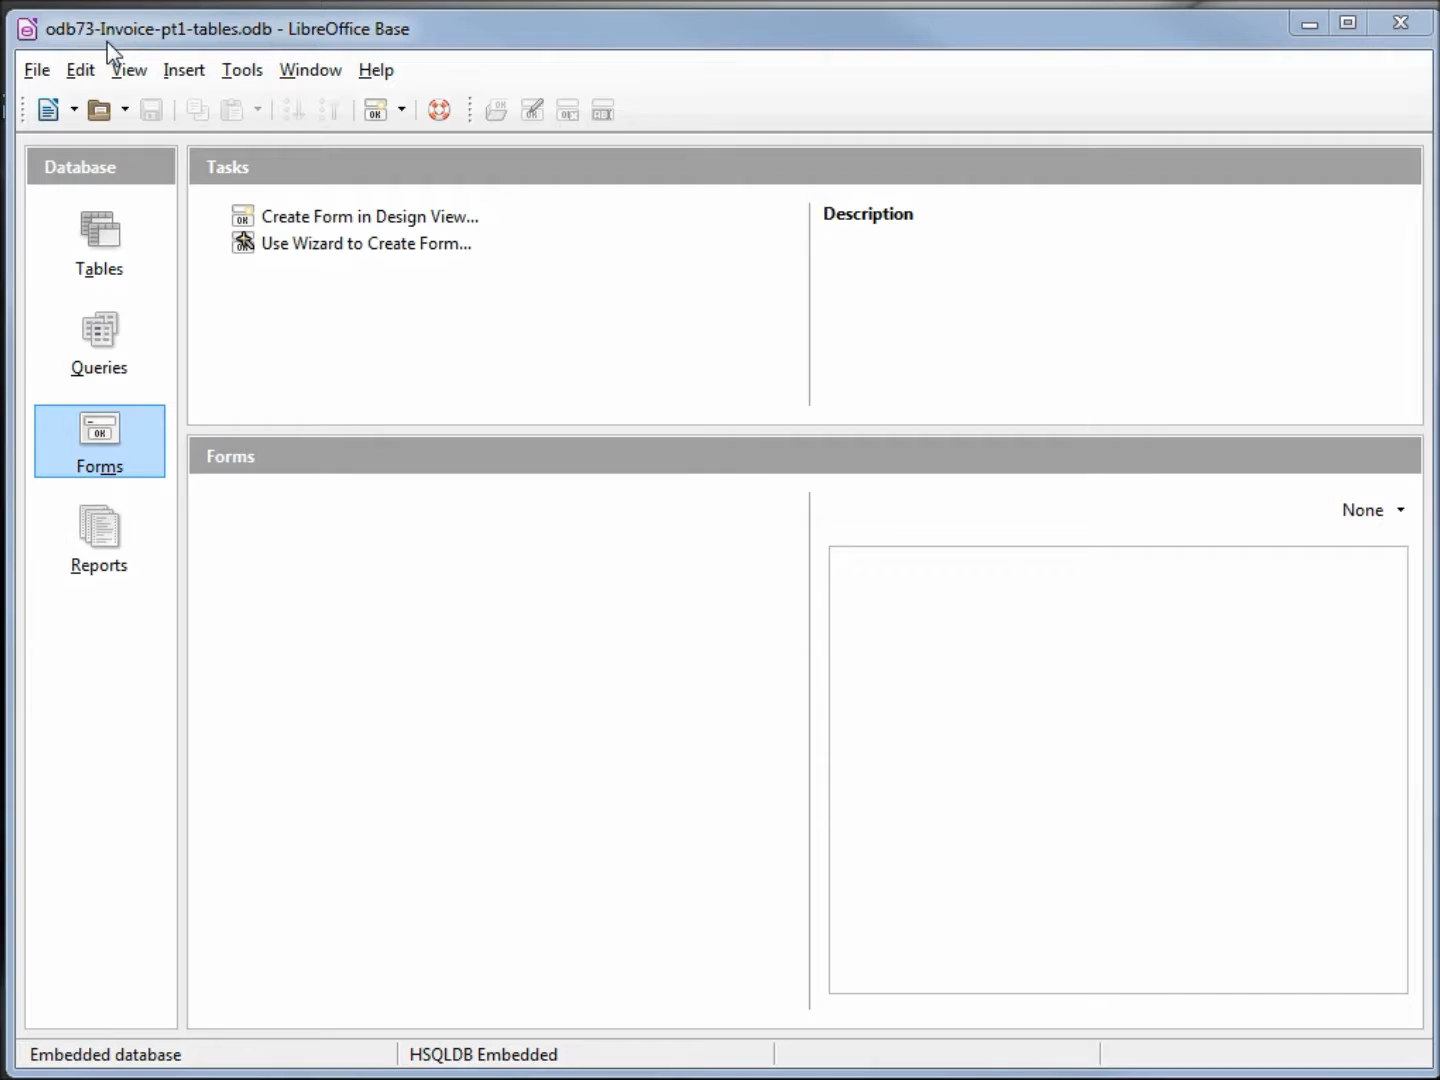 odb73-Invoice-pt1-tables.odb - LibreOffice Base
File Edit View Insert Tools Window Help
Database
Tasks
Create Form in Design View...
Use Wizard to Create Form...
Description
Tables
Queries
Forms
Reports
Forms
None
Embedded database
HSQLDB Embedded